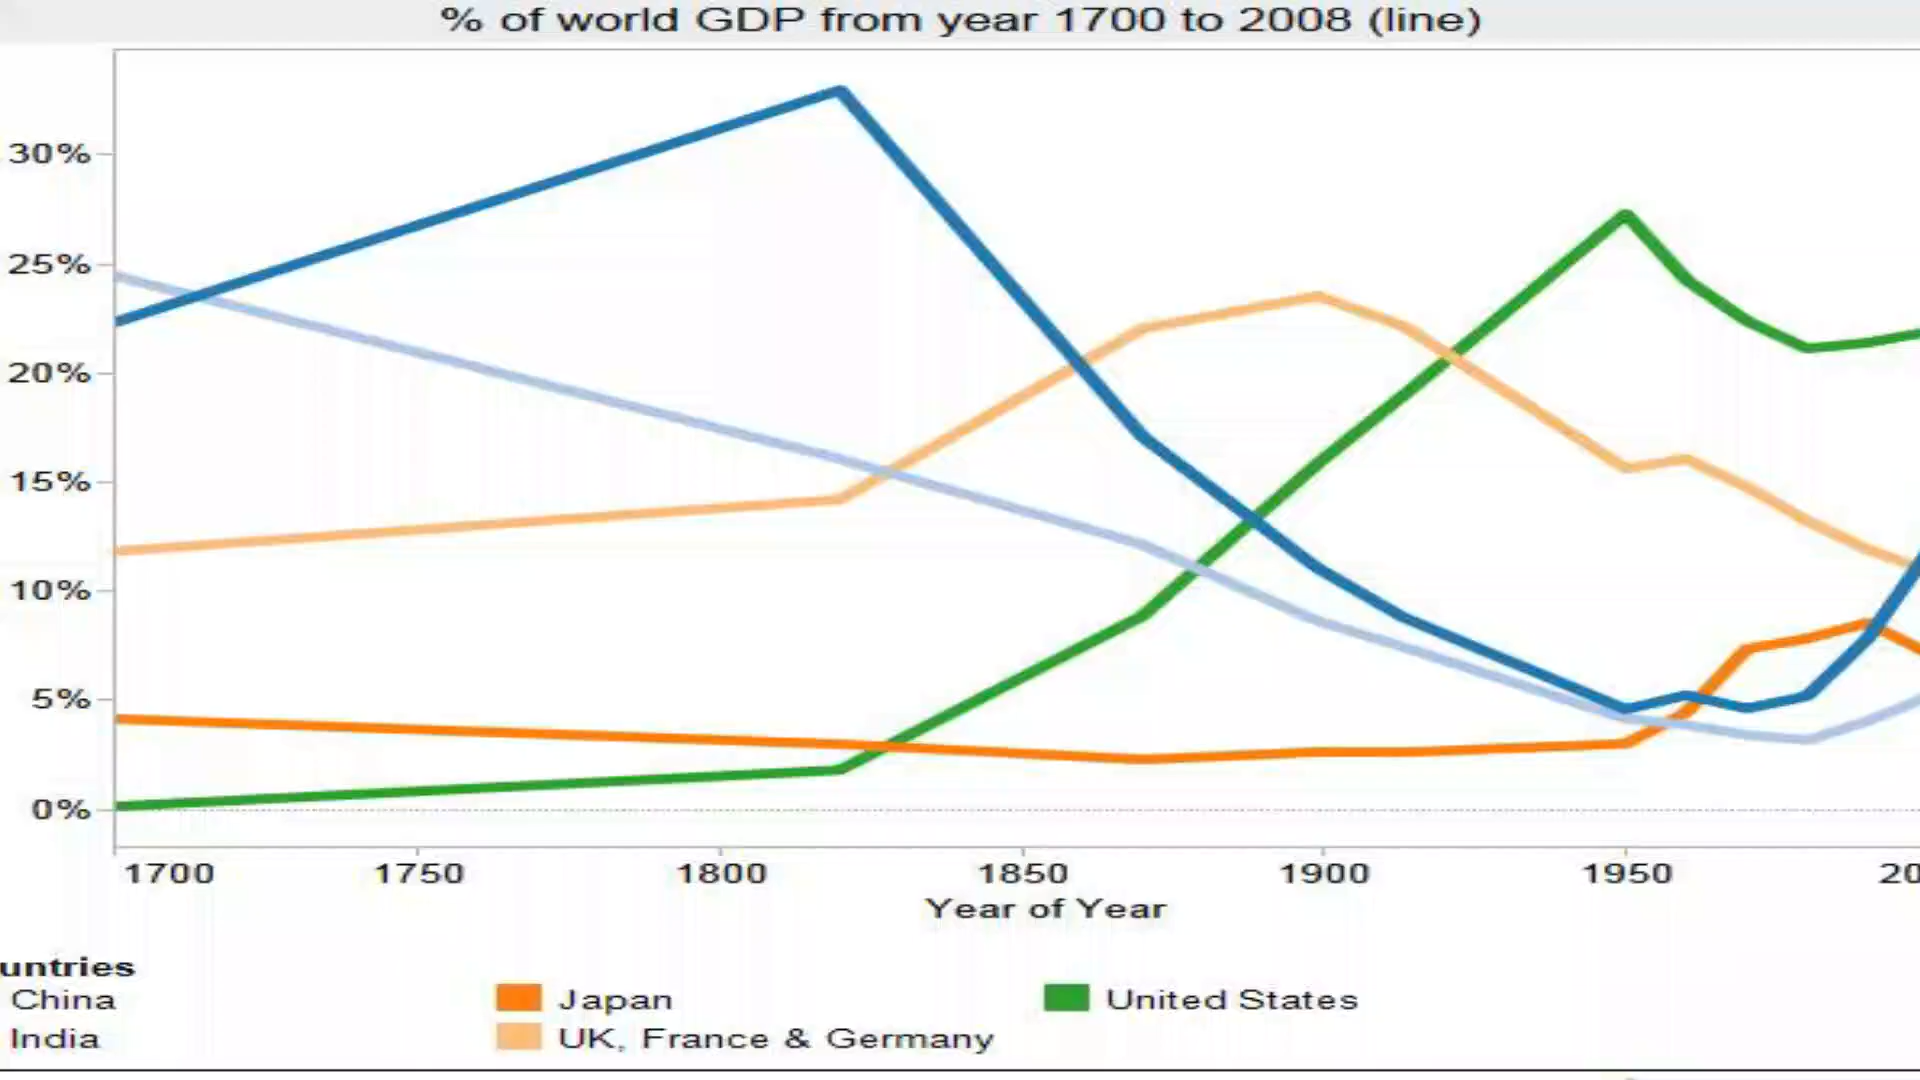 % of world GDP from year 1700 to 2008 (line)
30%
25%
20%
15%
10%
5%
0%
1700 1750 1800 1850 1900 1950 20
Year of Year
untries
China Japan United States
India UK, France & Germany